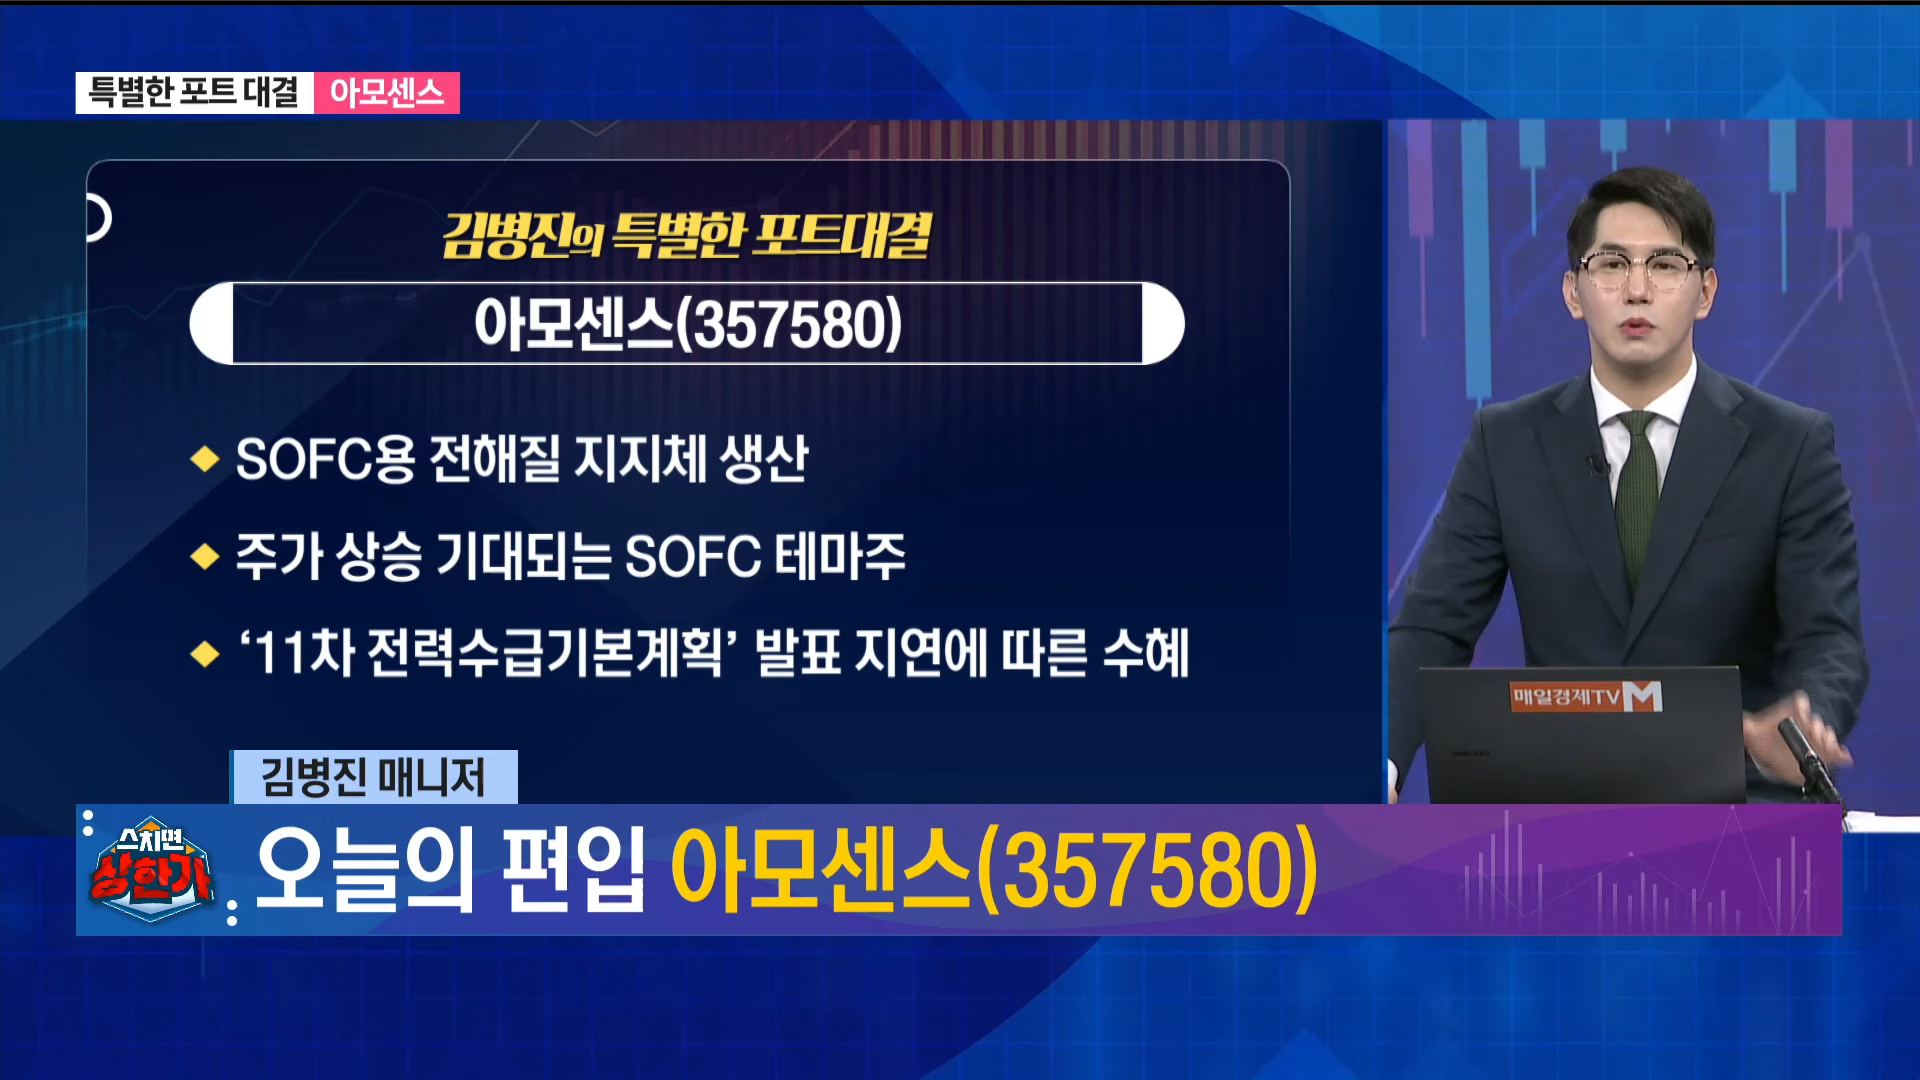 특별한 포트 대결 아모센스
김병진의 특별한 포트대결
아모센스(357580)
SOFC용 전해질 지지체 생산
주가 상승 기대되는 SOFC 테마주
‘11차 전력수급기본계획’ 발표 지연에 따른 수혜
매일경제TV M
SAMSUNG
김병진 매니저
스치면
상한가
오늘의 편입 아모센스(357580)